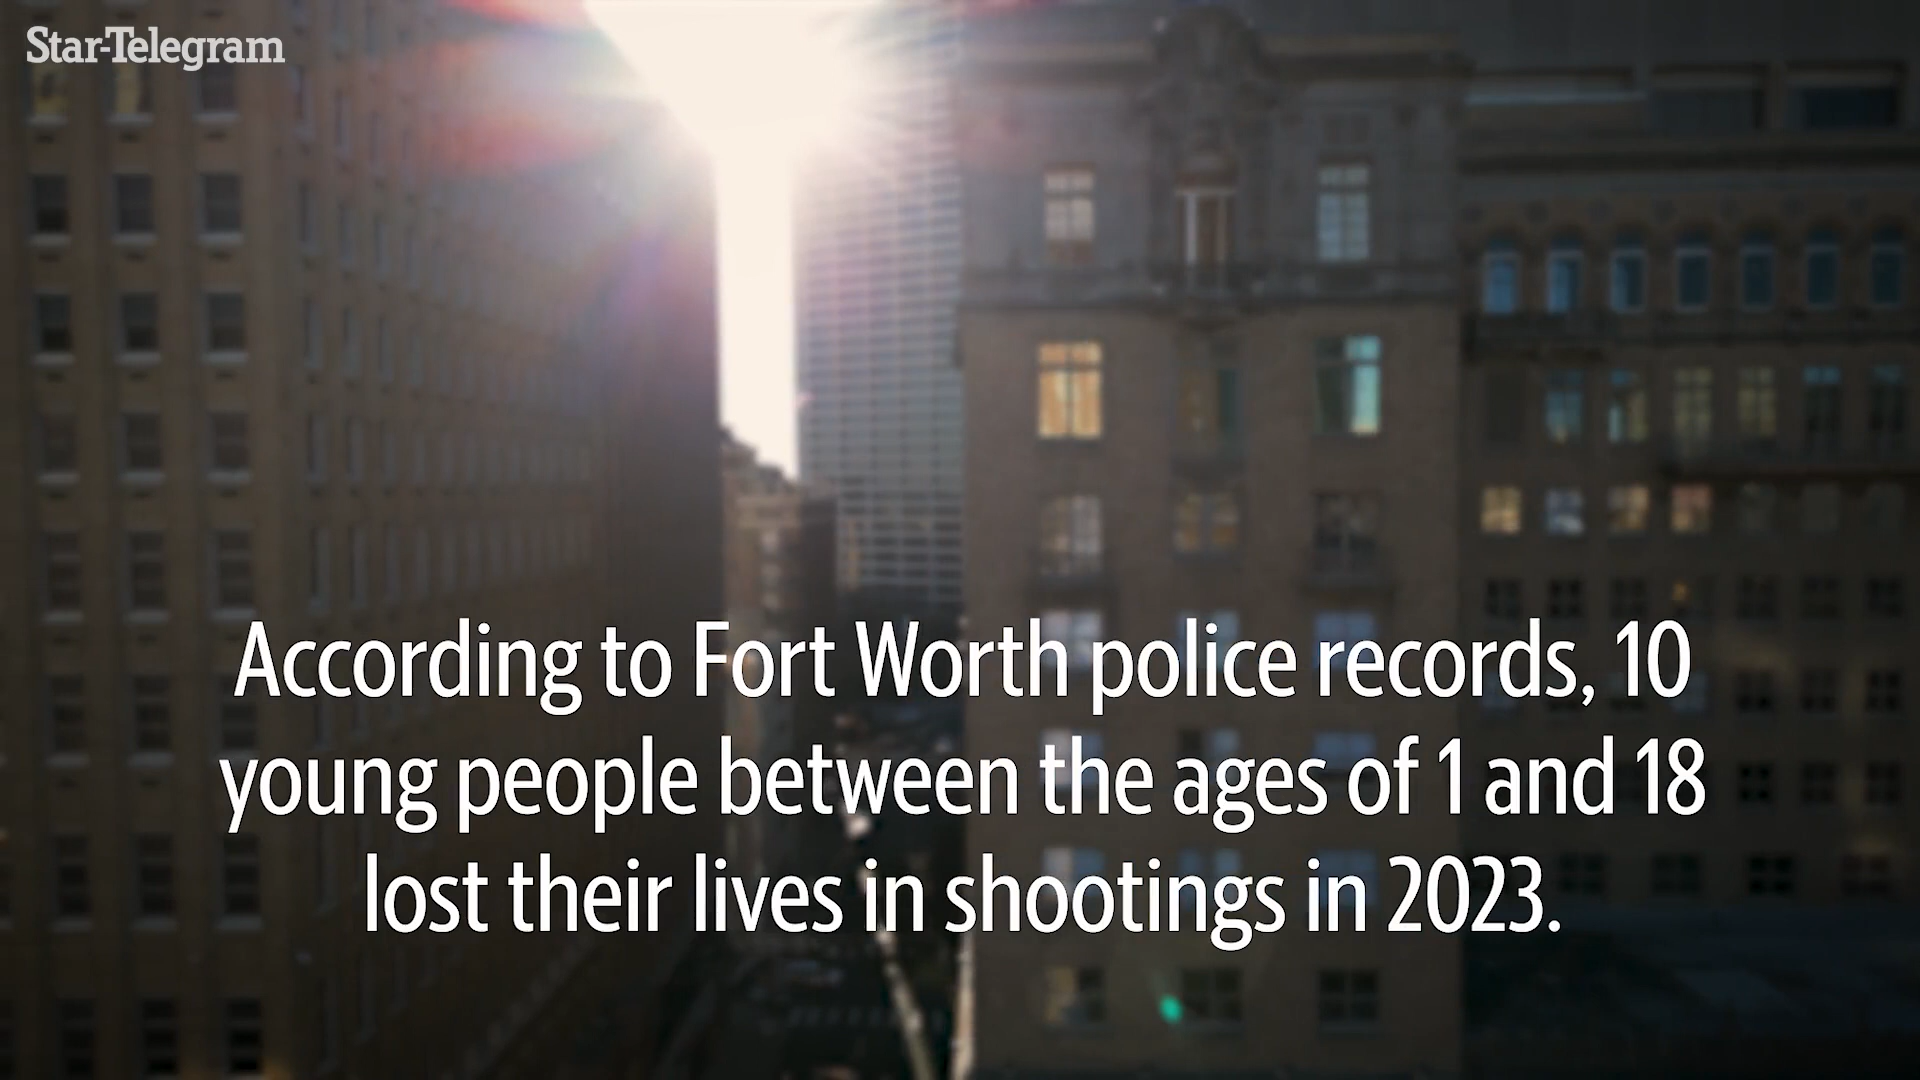 Star-Telegram
According to Fort Worth police records, 10
young people between the ages of 1 and 18
lost their lives in shootings in 2023.